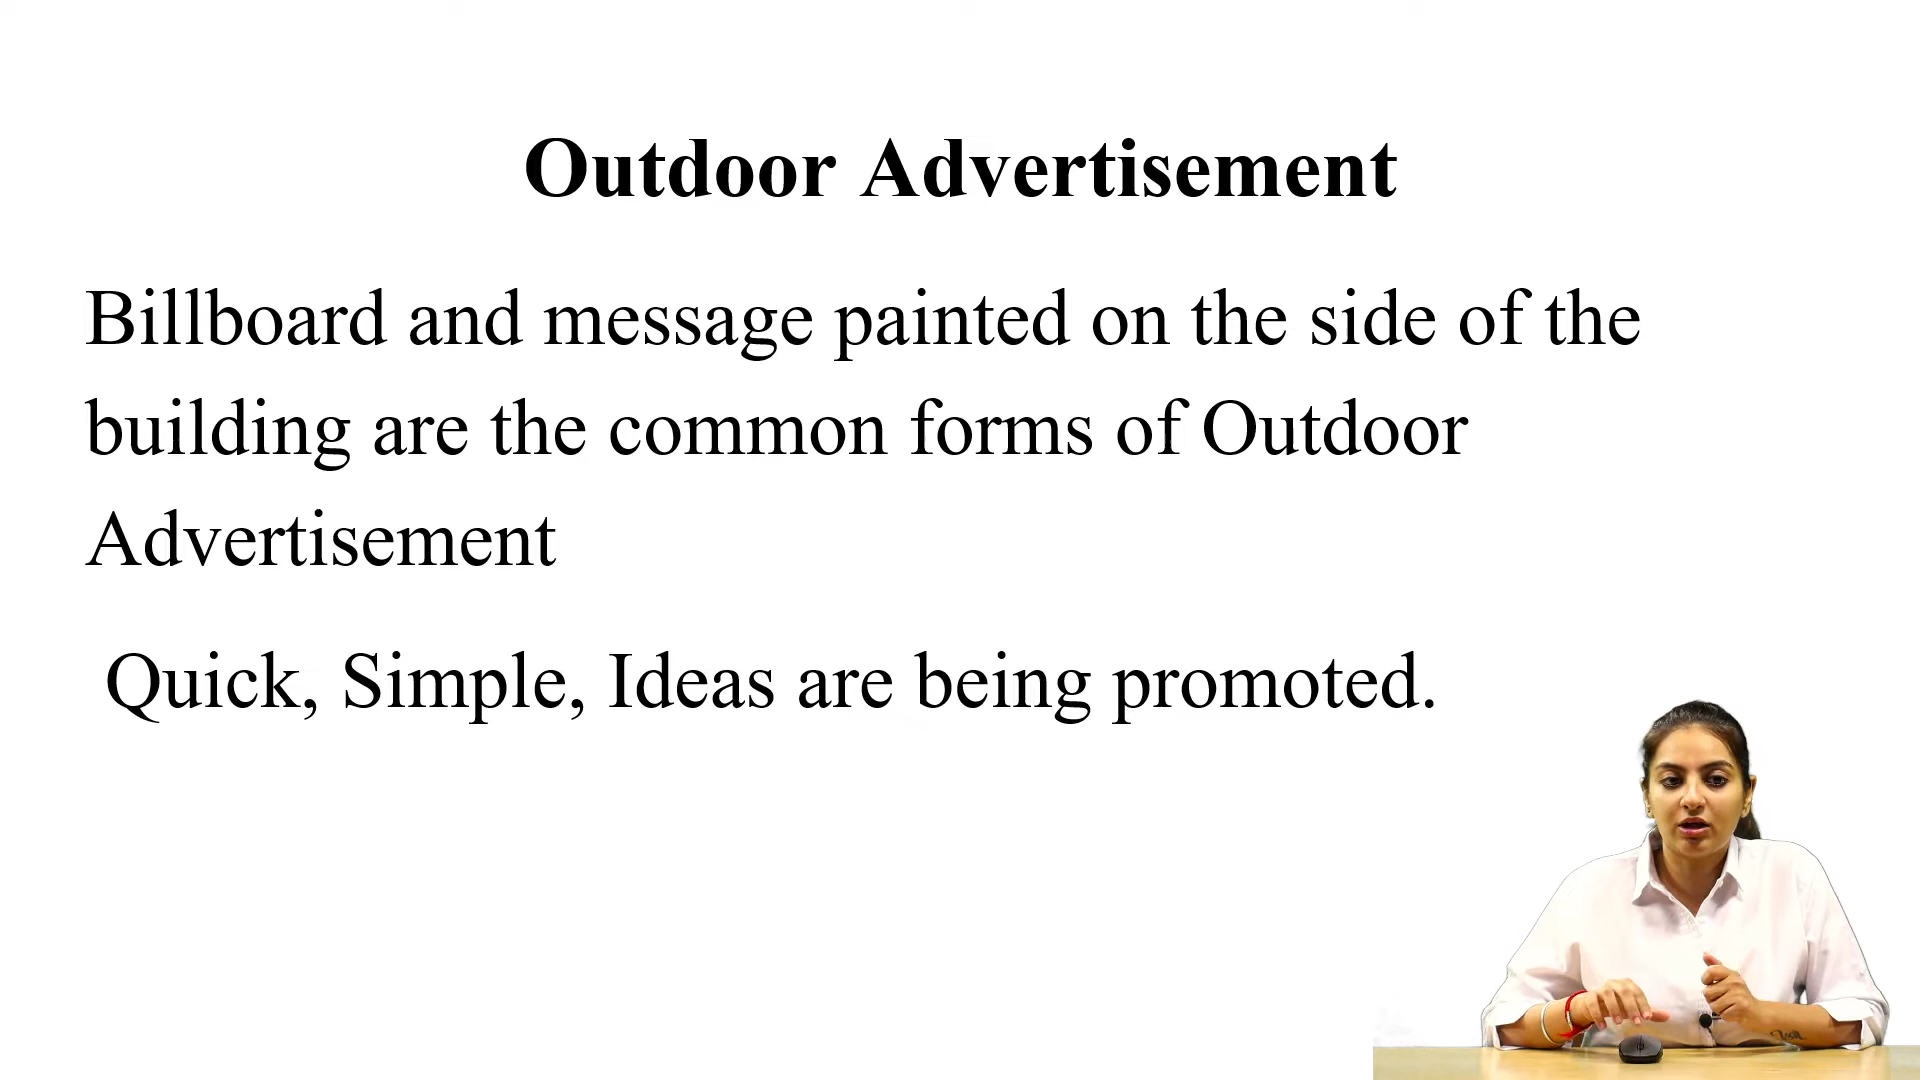 Outdoor Advertisement
Billboard and message painted on the side of the
building are the common forms of Outdoor
Advertisement
Quick, Simple, Ideas are being promoted.